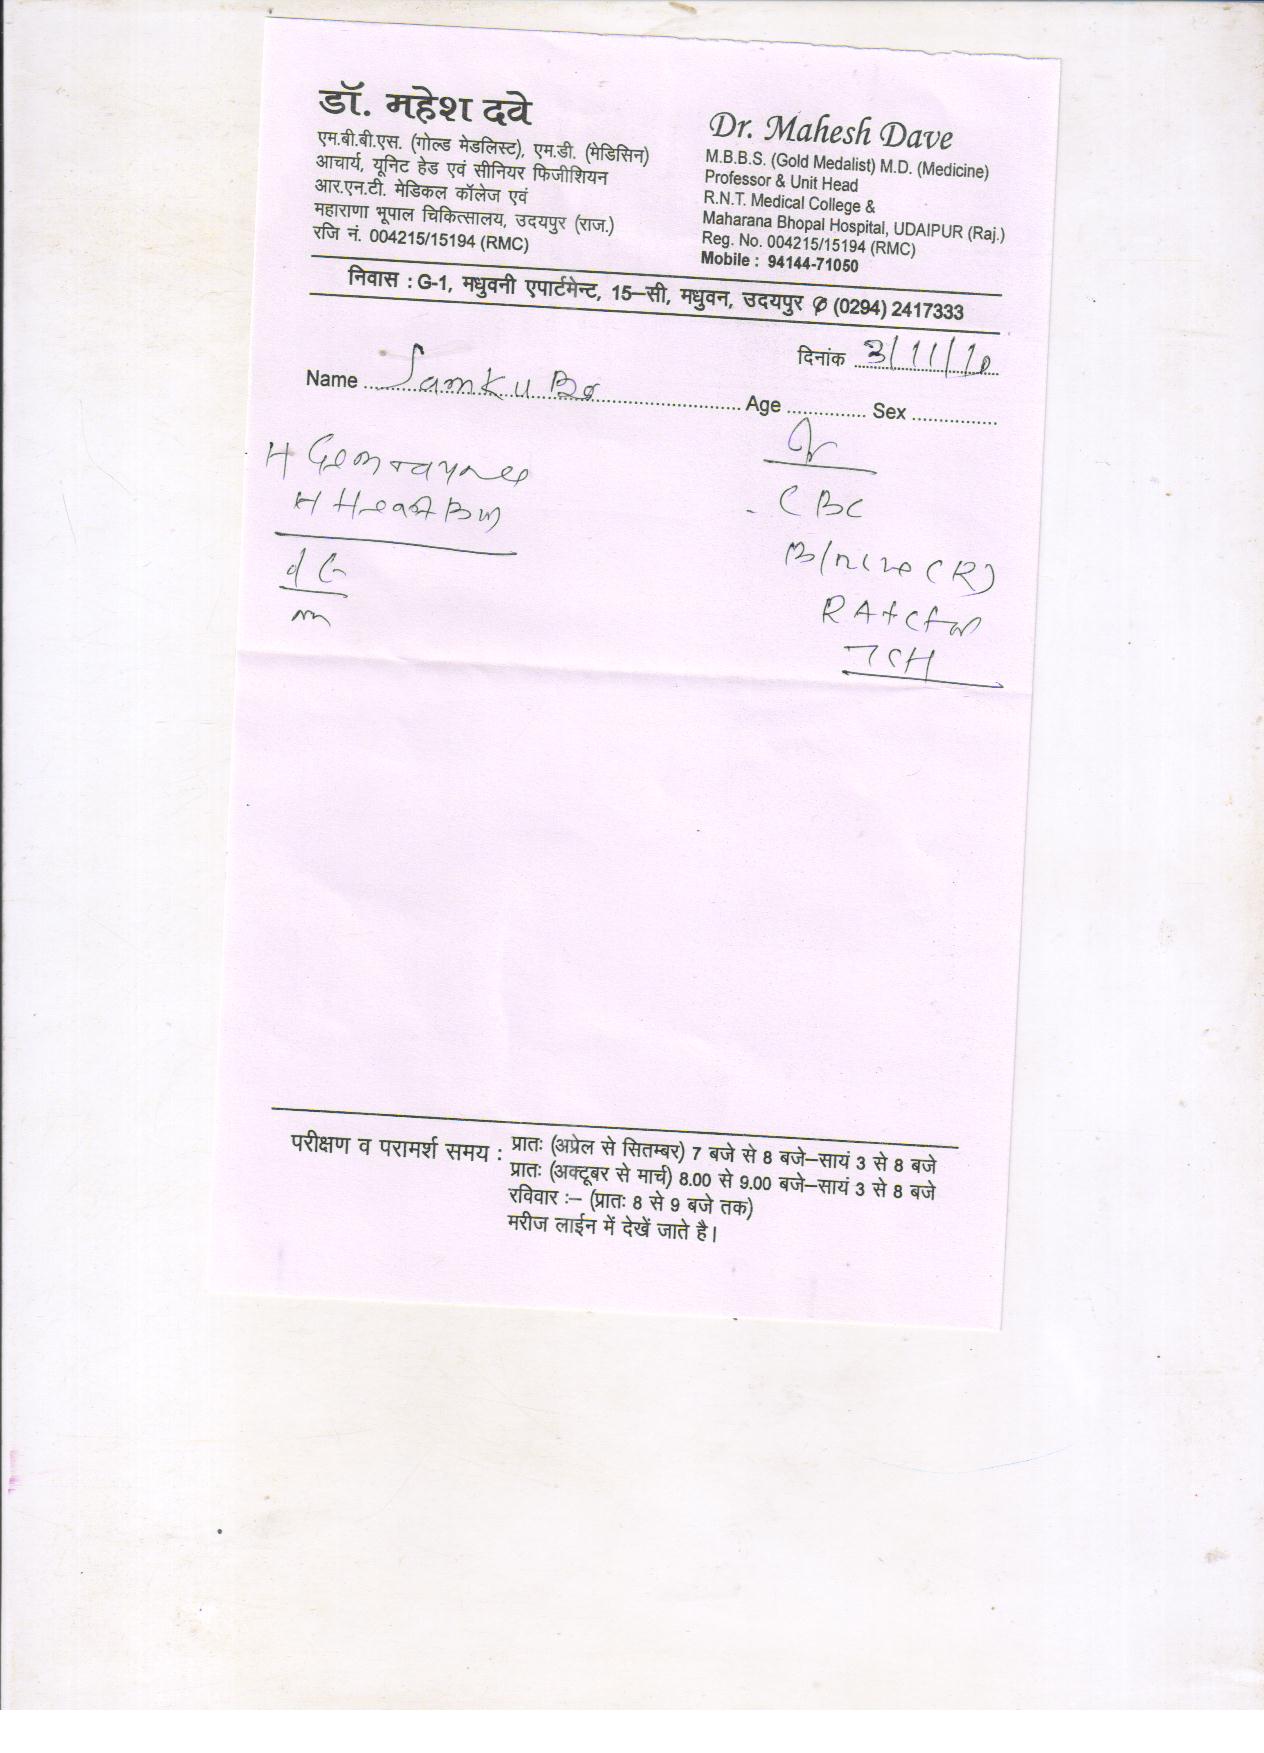 डॉ. महेश दवे
एम.बी.बी.एस. (गोल्ड मेडलिस्ट), एम.डी. (मेडिसिन)
आचार्य, यूनिट हेड एवं सीनियर फिजीशियन
आर.एन.टी. मेडिकल कॉलेज एवं
महाराणा भूपाल चिकित्सालय, उदयपुर (राज.)
रजि नं. 004215/15194 (RMC)
Dr. Mahesh Dave
M.B.B.S. (Gold Medalist) M.D. (Medicine)
Professor & Unit Head
R.N.T. Medical College &
Maharana Bhopal Hospital, UDAIPUR (Raj.)
Reg. No. 004215/15194 (RMC)
Mobile : 94144-71050
निवास : G-1, मधुवनी एपार्टमेन्ट, 15–सी, मधुवन, उदयपुर ✆ (0294) 2417333
दिनांक 3/11/10
Name Jamku Age Sex
H
H Heart
CBC
(R)
RA
TSH
परीक्षण व परामर्श समय : प्रातः (अप्रेल से सितम्बर) 7 बजे से 8 बजे–सायं 3 से 8 बजे
प्रातः (अक्टूबर से मार्च) 8.00 से 9.00 बजे–सायं 3 से 8 बजे
रविवार :– (प्रातः 8 से 9 बजे तक)
मरीज लाईन में देखें जाते है।